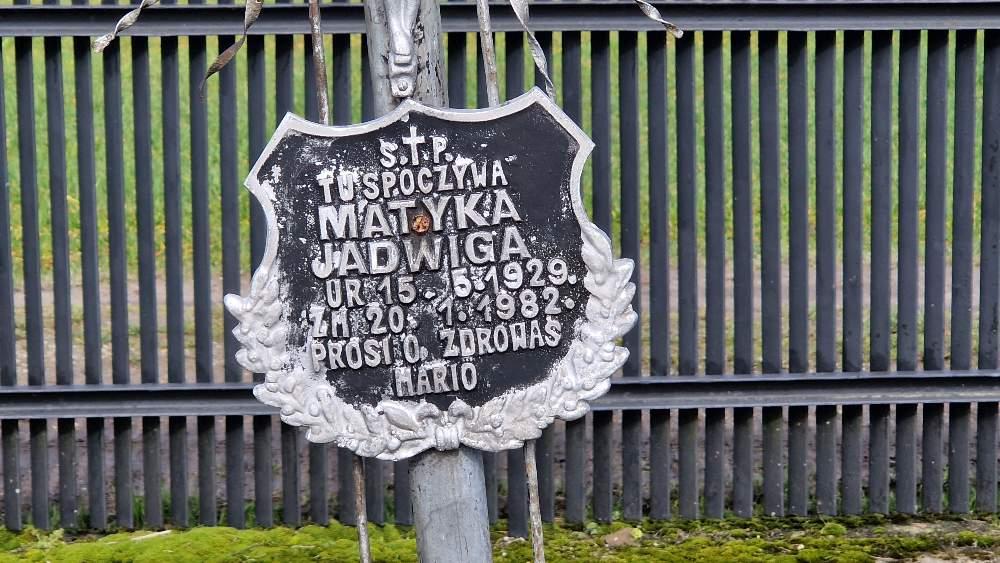 S.†P.
TU SPOCZYWA
MATYKA
JADWIGA
UR 15.5.1929.
ZM 20.1.1982.
PROSI O. ZDROWAŚ
MARIO